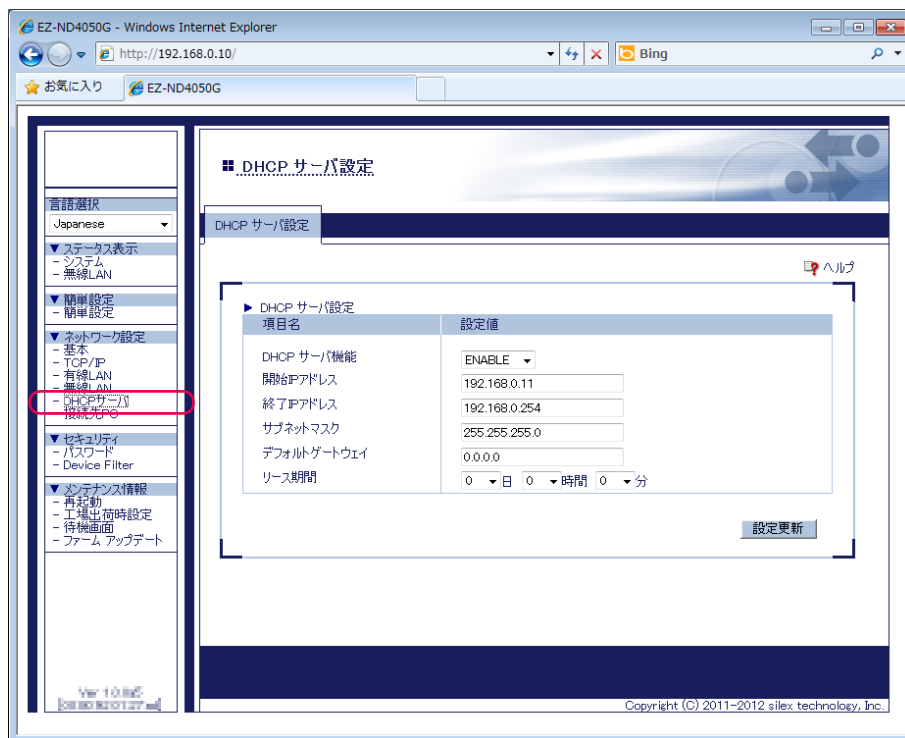 EZ-ND4050G - Windows Internet Explorer
http://192.168.0.10/
Bing
お気に入り
EZ-ND4050G
言語選択
Japanese
▼ ステータス表示
- システム
- 無線LAN
▼ 簡単設定
- 簡単設定
▼ ネットワーク設定
- 基本
- TCP/IP
- 有線LAN
- 無線LAN
- DHCPサーバ
- 接続先PC
▼ セキュリティ
- パスワード
- Device Filter
▼ メンテナンス情報
- 再起動
- 工場出荷時設定
- 待機画面
- ファーム アップデート
DHCP サーバ設定
DHCP サーバ設定
ヘルプ
▶ DHCP サーバ設定
項目名 設定値
DHCP サーバ機能 ENABLE
開始IPアドレス 192.168.0.11
終了IPアドレス 192.168.0.254
サブネットマスク 255.255.255.0
デフォルトゲートウェイ 0.0.0.0
リース期間 0 日 0 時間 0 分
設定更新
Copyright (C) 2011-2012 silex technology, Inc.